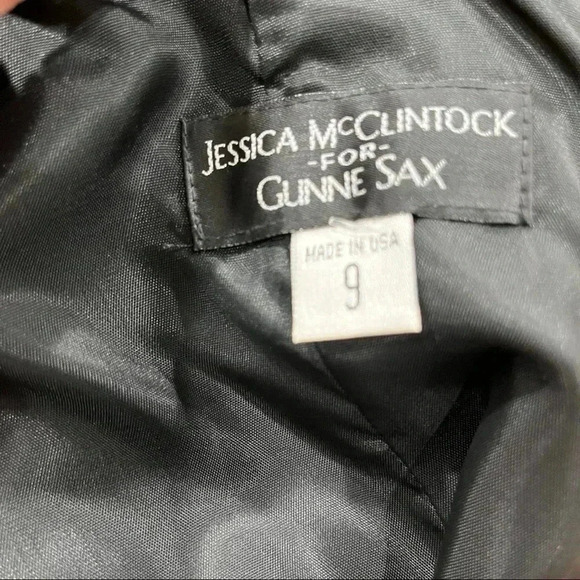 JESSICA MCCLINTOCK
-FOR-
GUNNE SAX
MADE IN USA
9